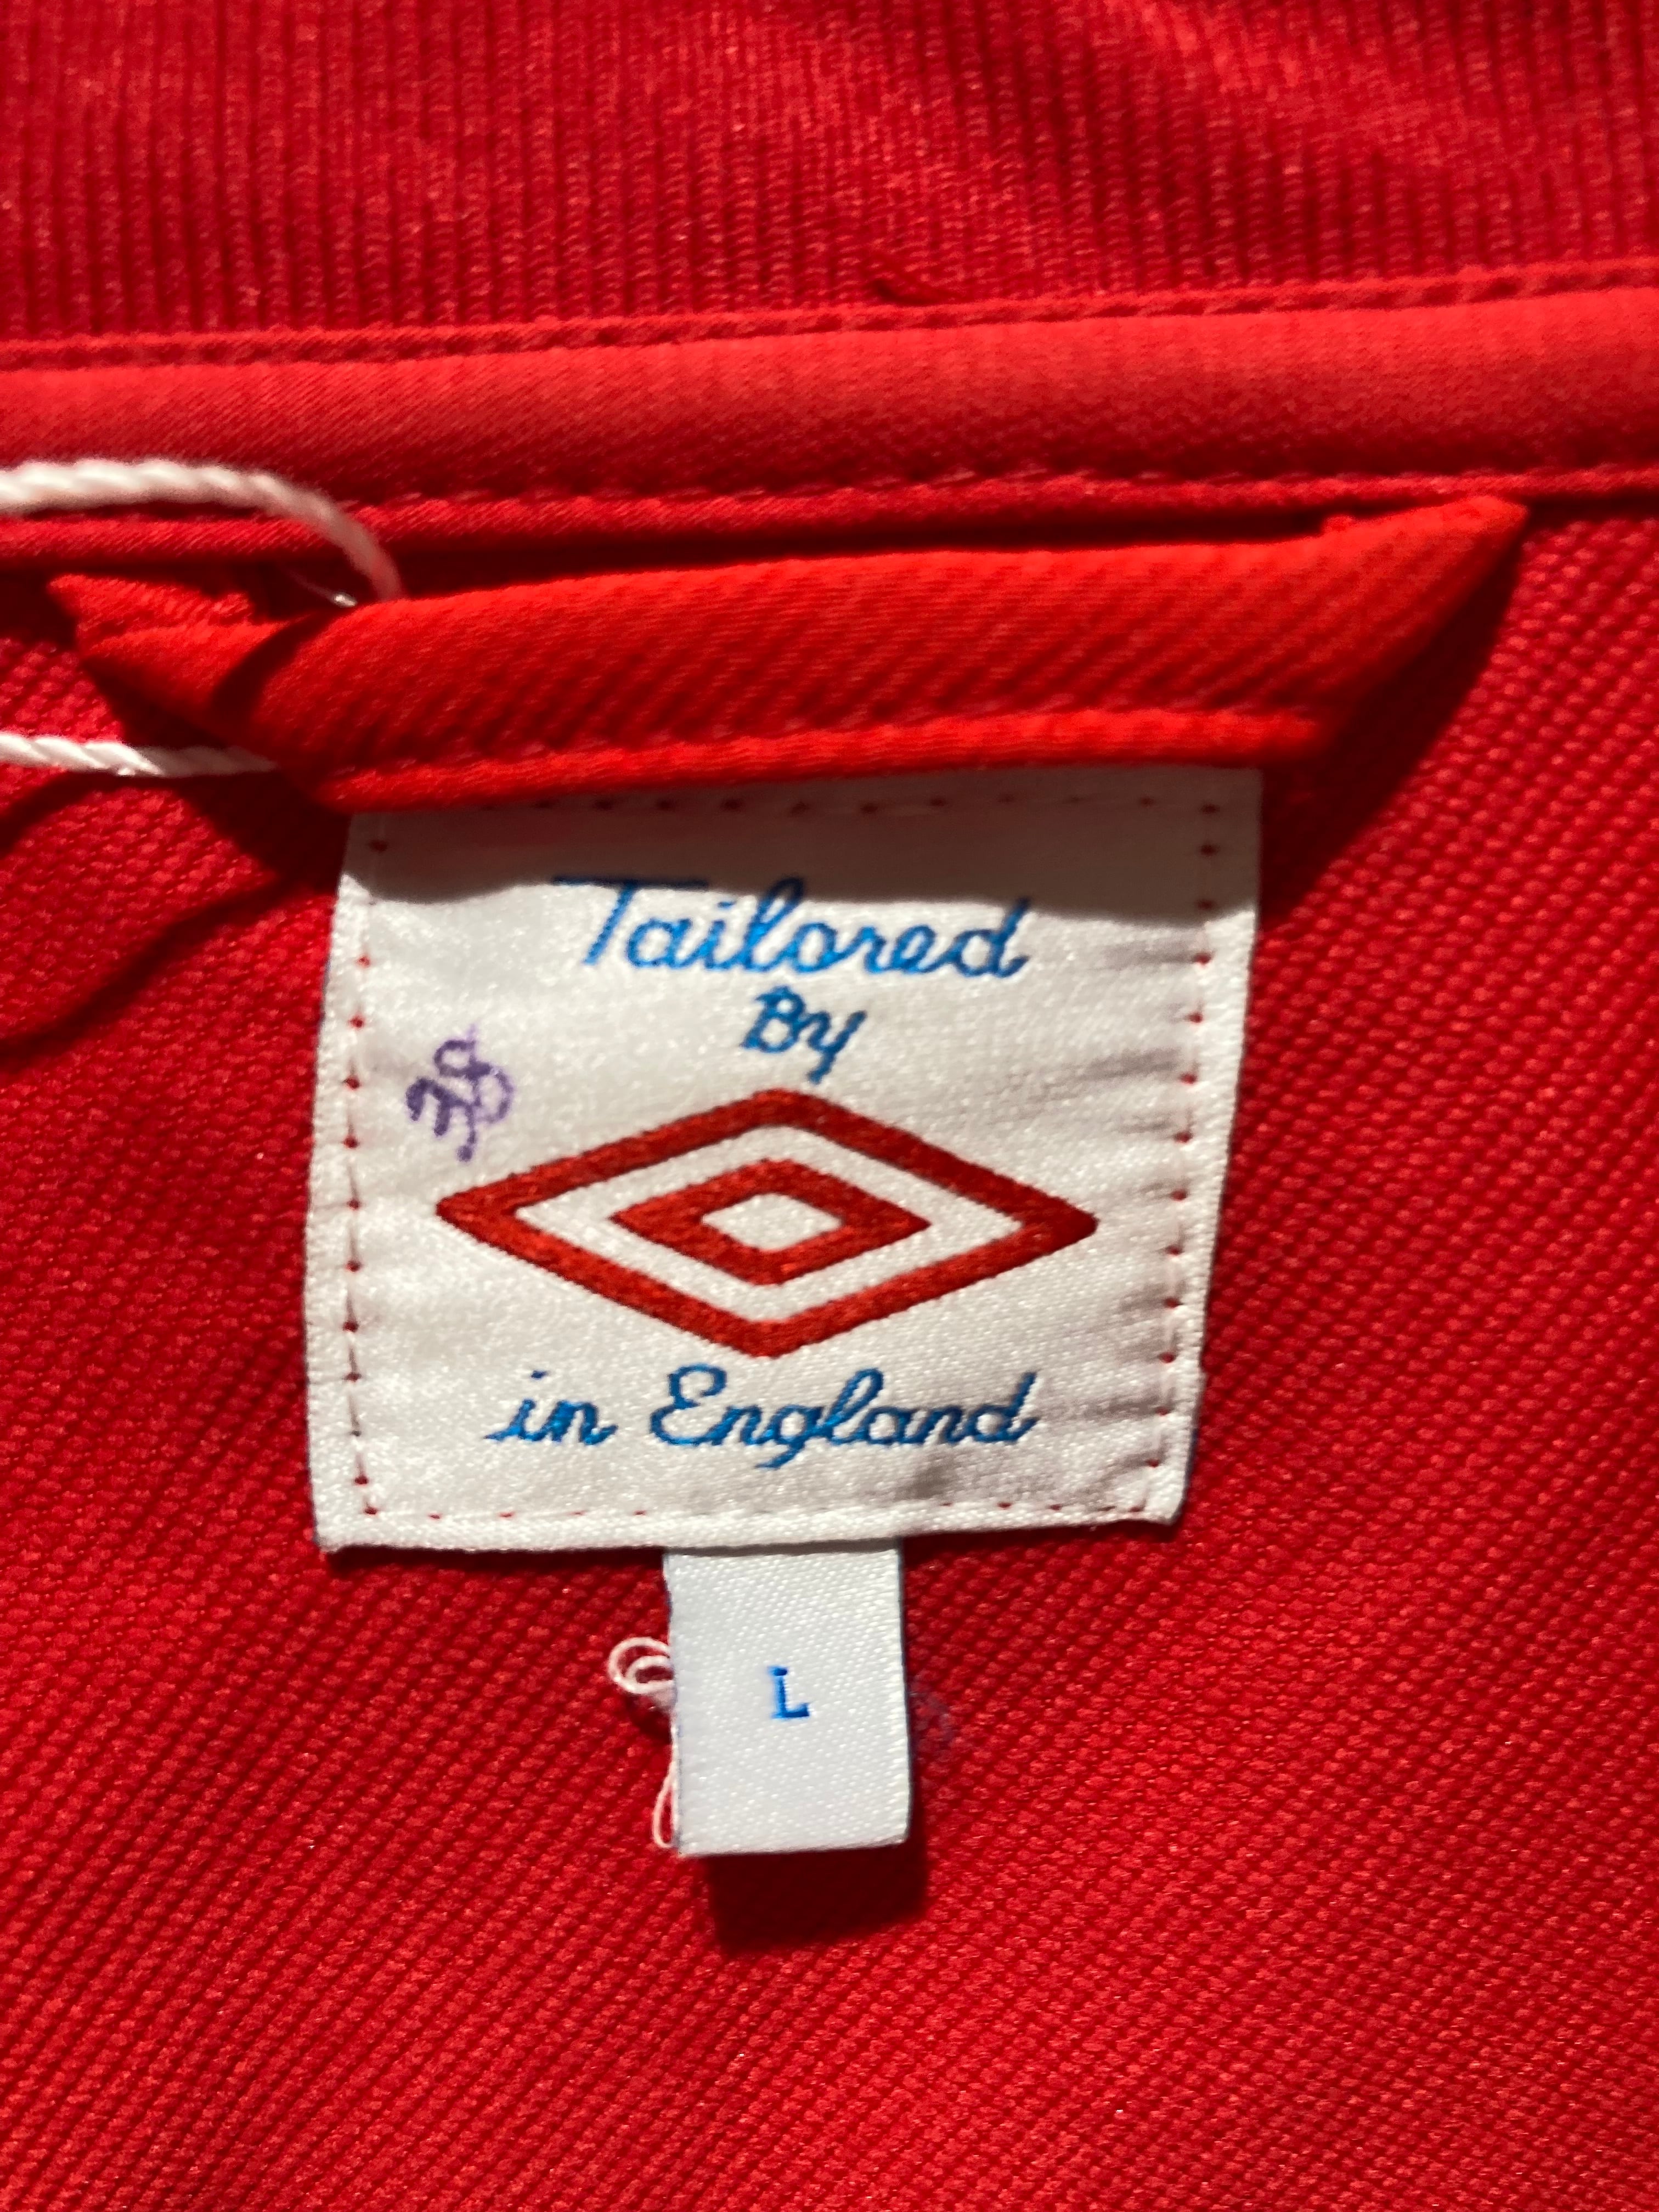 Tailored
By
in England
L